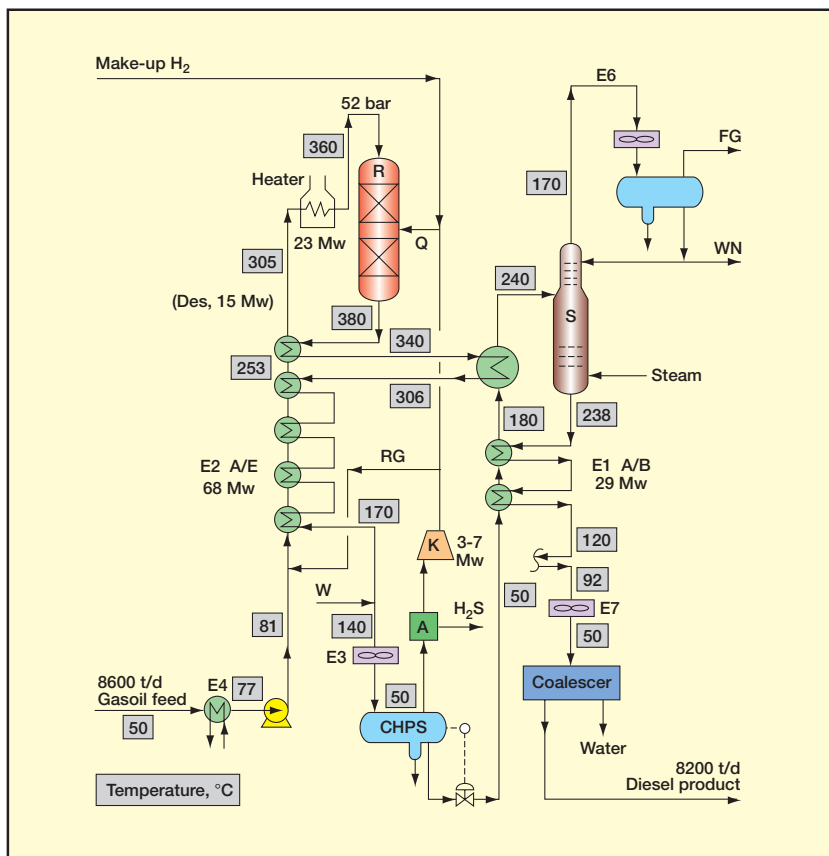 Make-up H₂
52 bar
E6
360
FG
Heater
R
170
23 Mw
Q
WN
305
240
(Des, 15 Mw)
S
380
340
253
Steam
306
238
180
RG
E1 A/B
E2 A/E
29 Mw
68 Mw
170
K
3-7
Mw
120
W
92
50
H₂S
81
140
A
E7
E3
50
8600 t/d
Gasoil feed
E4
77
50
Coalescer
50
CHPS
Water
8200 t/d
Diesel product
Temperature, °C